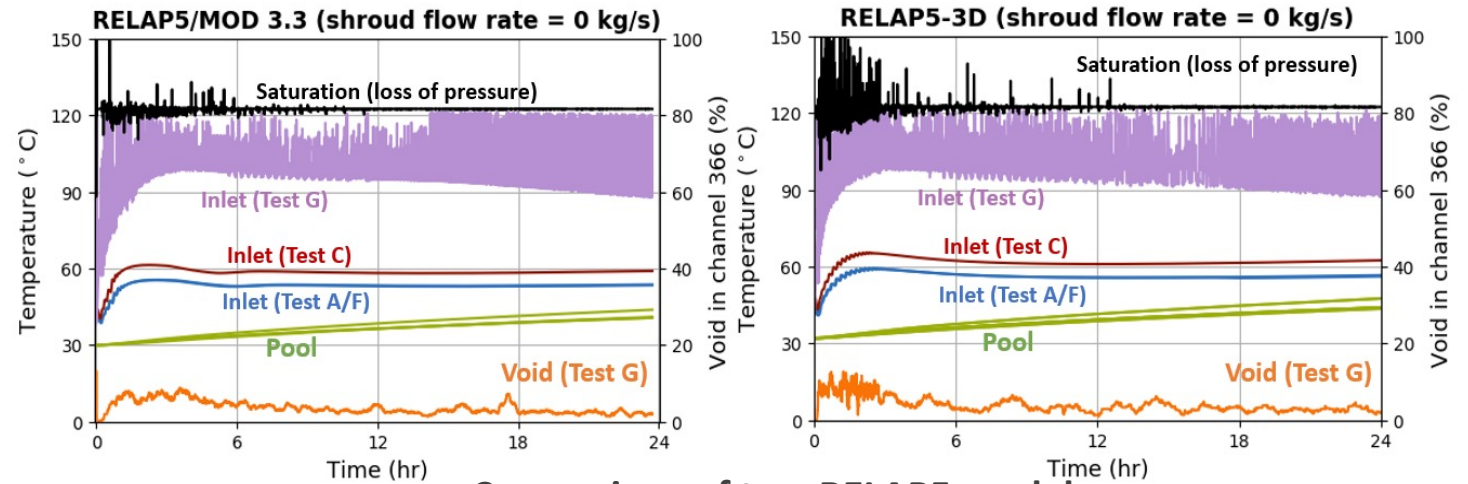 RELAP5/MOD 3.3 (shroud flow rate = 0 kg/s)
150
120
90
60
30
0
Temperature (°C)
100
80
60
40
20
0
Void in channel 366 (%)
Saturation (loss of pressure)
Inlet (Test G)
Inlet (Test C)
Inlet (Test A/F)
Pool
Void (Test G)
0 6 12 18 24
Time (hr)
RELAP5-3D (shroud flow rate = 0 kg/s)
150
120
90
60
30
0
Temperature (°C)
100
80
60
40
20
0
Void in channel 366 (%)
Saturation (loss of pressure)
Inlet (Test G)
Inlet (Test C)
Inlet (Test A/F)
Pool
Void (Test G)
0 6 12 18 24
Time (hr)